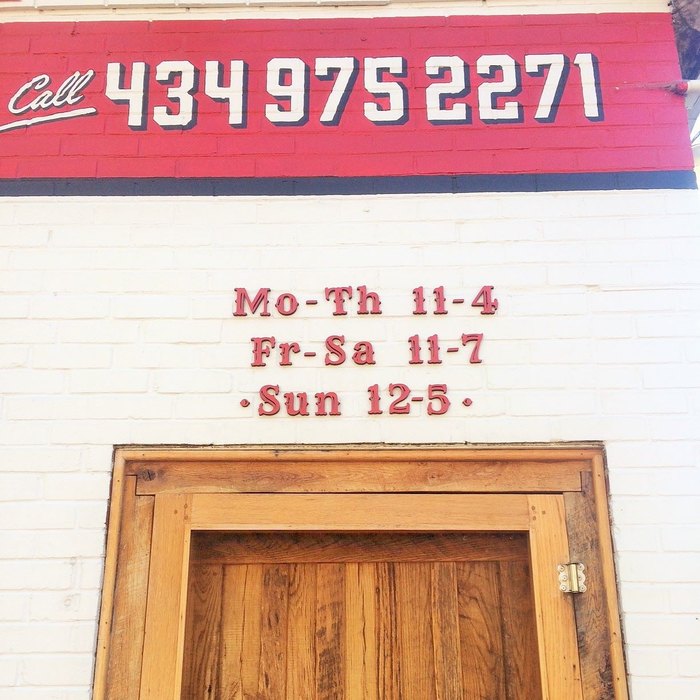 Call 434 975 2271
Mo-Th 11-4
Fr-Sa 11-7
·Sun 12-5·